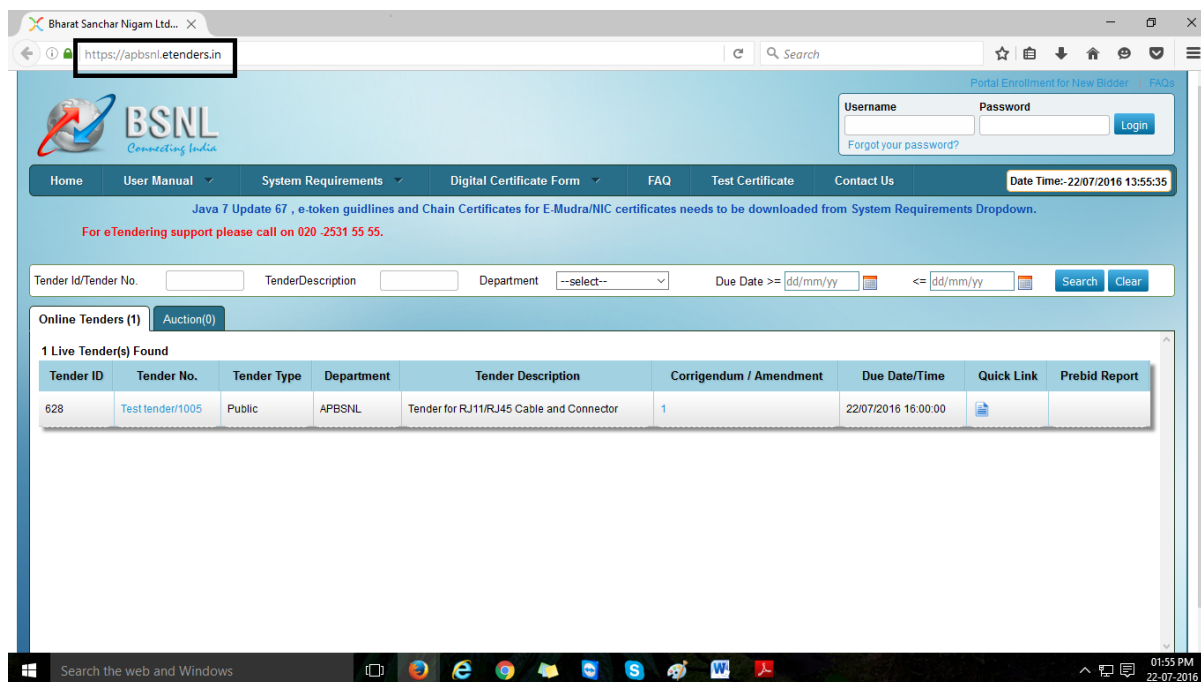 Bharat Sanchar Nigam Ltd...
https://apbsnl.etenders.in
Search
Portal Enrollment for New Bidder | FAQs
BSNL
Connecting India
Username Password
Login
Forgot your password?
Home User Manual System Requirements Digital Certificate Form FAQ Test Certificate Contact Us Date Time:-22/07/2016 13:55:35
Java 7 Update 67 , e-token guidlines and Chain Certificates for E-Mudra/NIC certificates needs to be downloaded from System Requirements Dropdown.
For eTendering support please call on 020 -2531 55 55.
Tender Id/Tender No. TenderDescription Department --select-- Due Date >= dd/mm/yy <= dd/mm/yy Search Clear
Online Tenders (1) Auction(0)
1 Live Tender(s) Found
Tender ID Tender No. Tender Type Department Tender Description Corrigendum / Amendment Due Date/Time Quick Link Prebid Report
628 Test tender/1005 Public APBSNL Tender for RJ11/RJ45 Cable and Connector 1 22/07/2016 16:00:00
Search the web and Windows
01:55 PM
22-07-2016